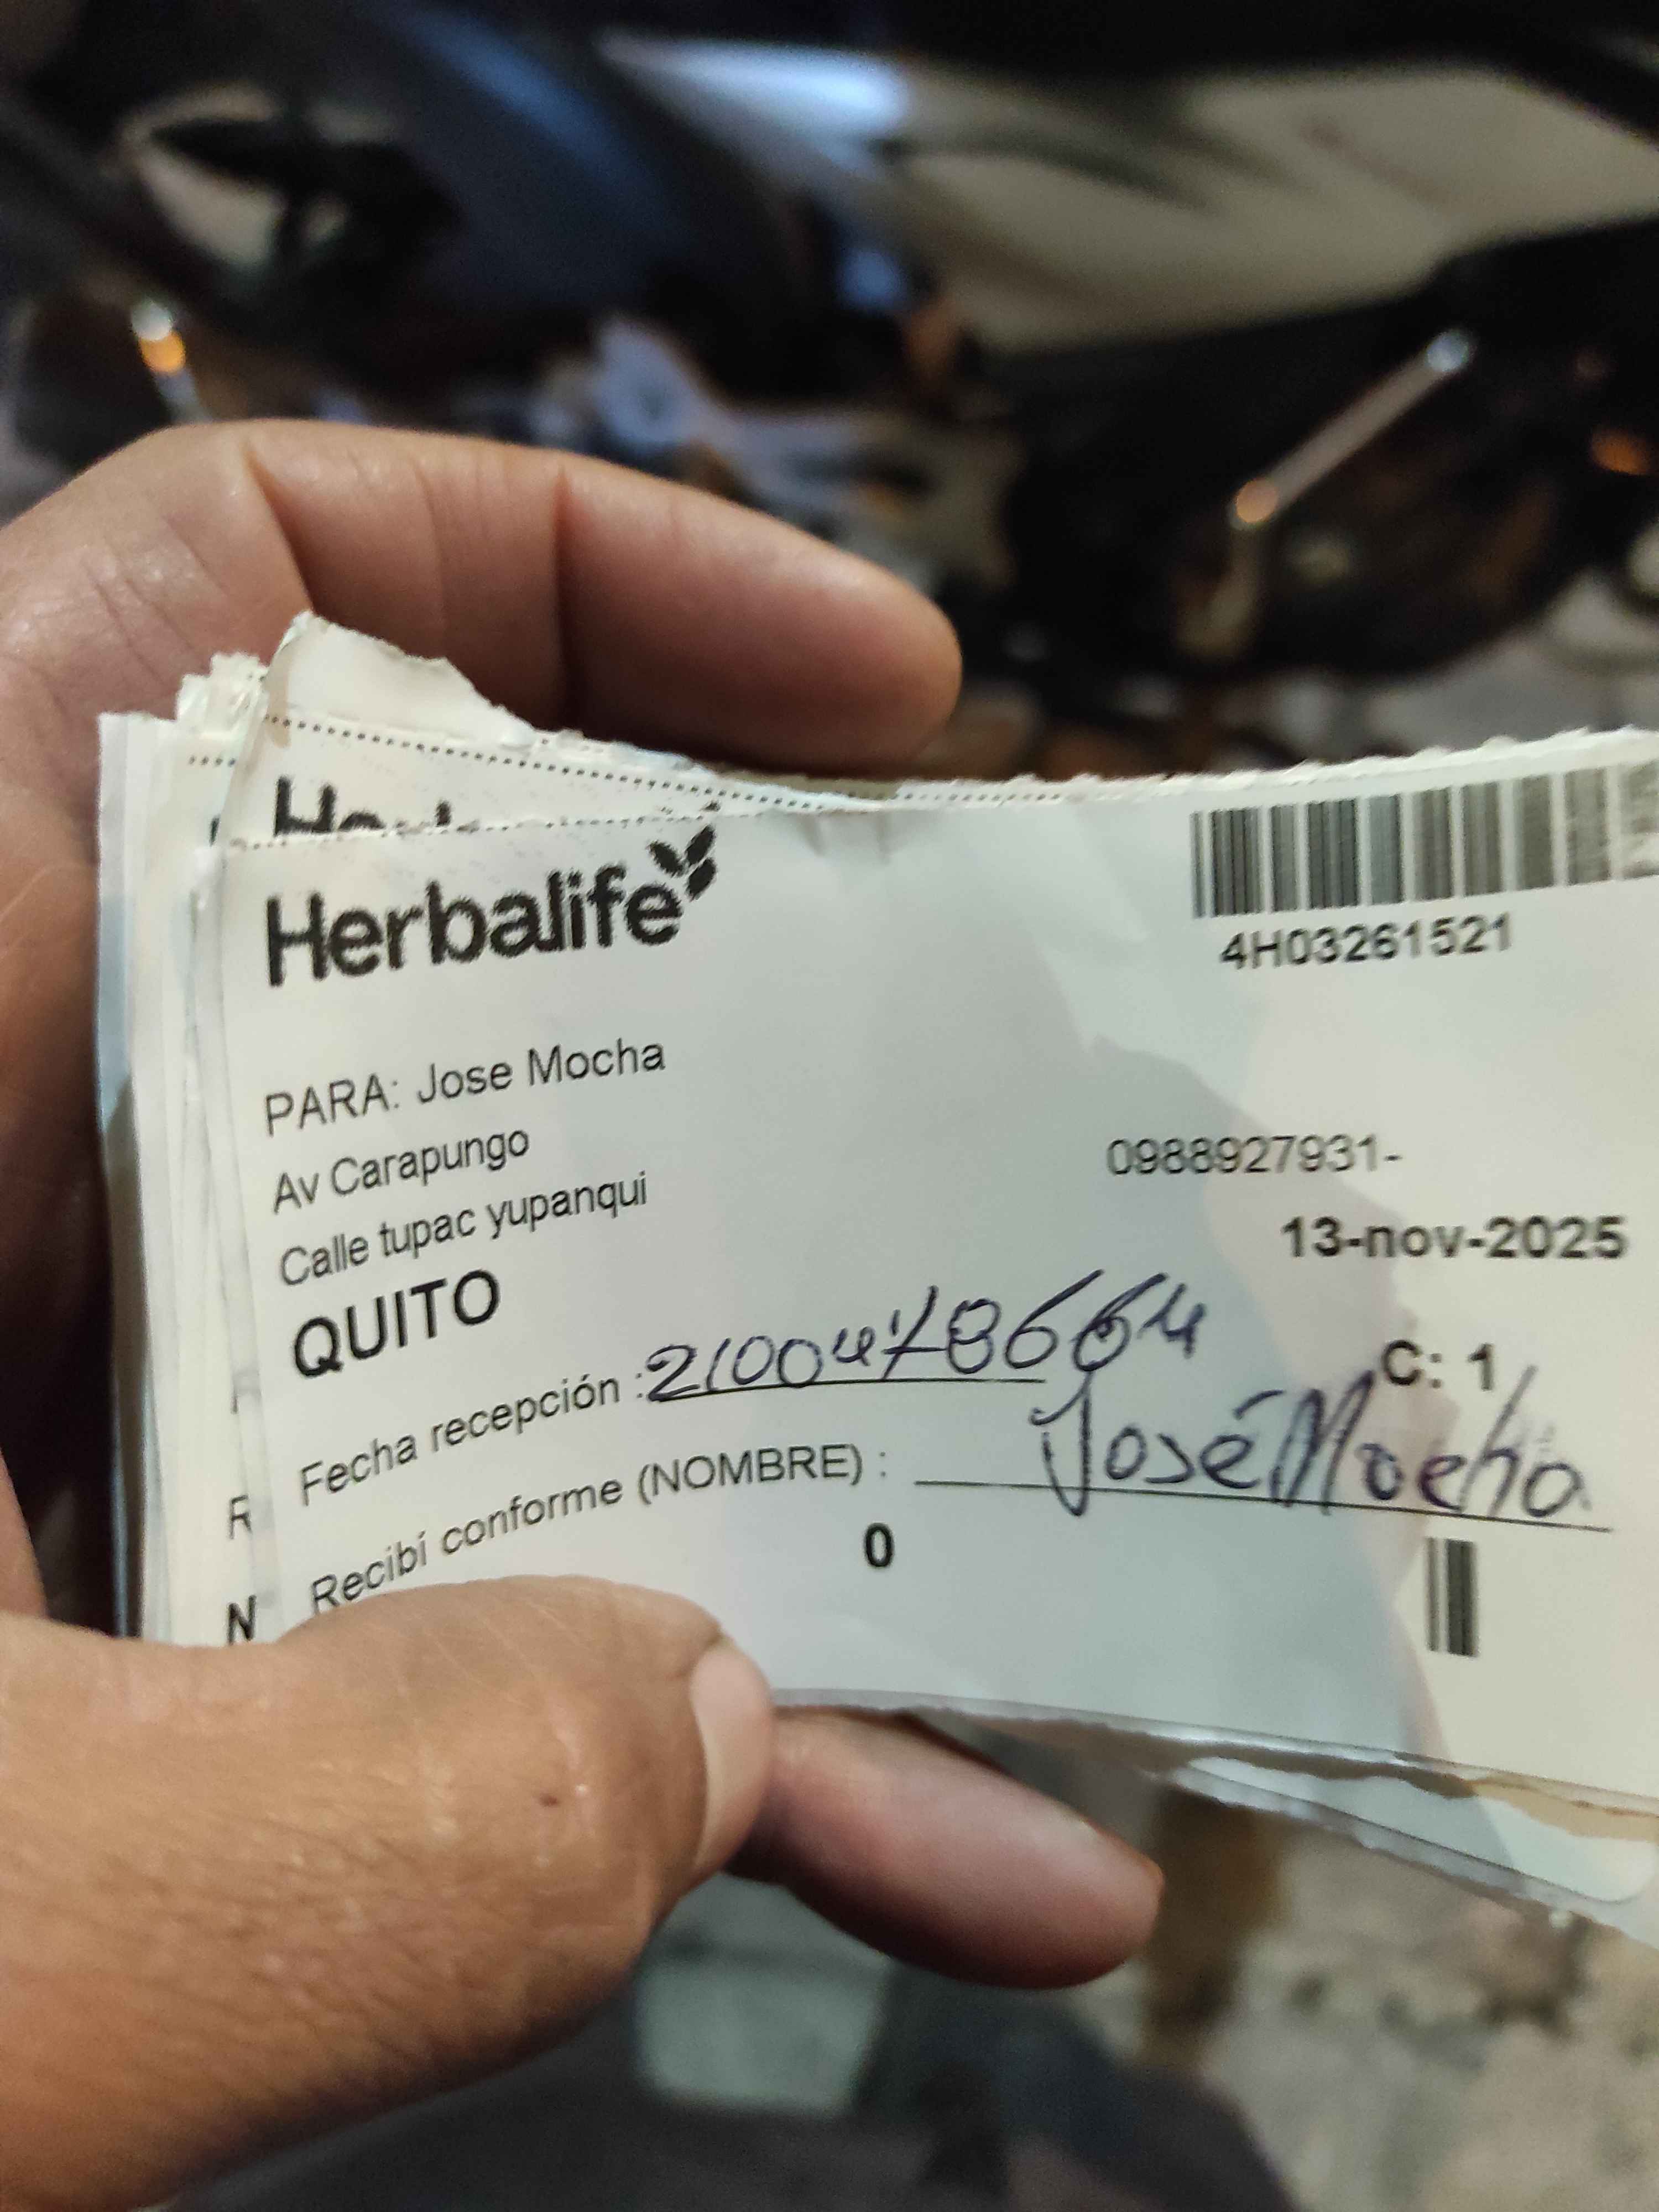 Herbalife
4H03261521
PARA: Jose Mocha
Av Carapungo
0988927931-
Calle tupac yupanqui
13-nov-2025
QUITO
C: 1
Fecha recepción : 2100478664
Recibí conforme (NOMBRE) : José Mocha
0
R
N